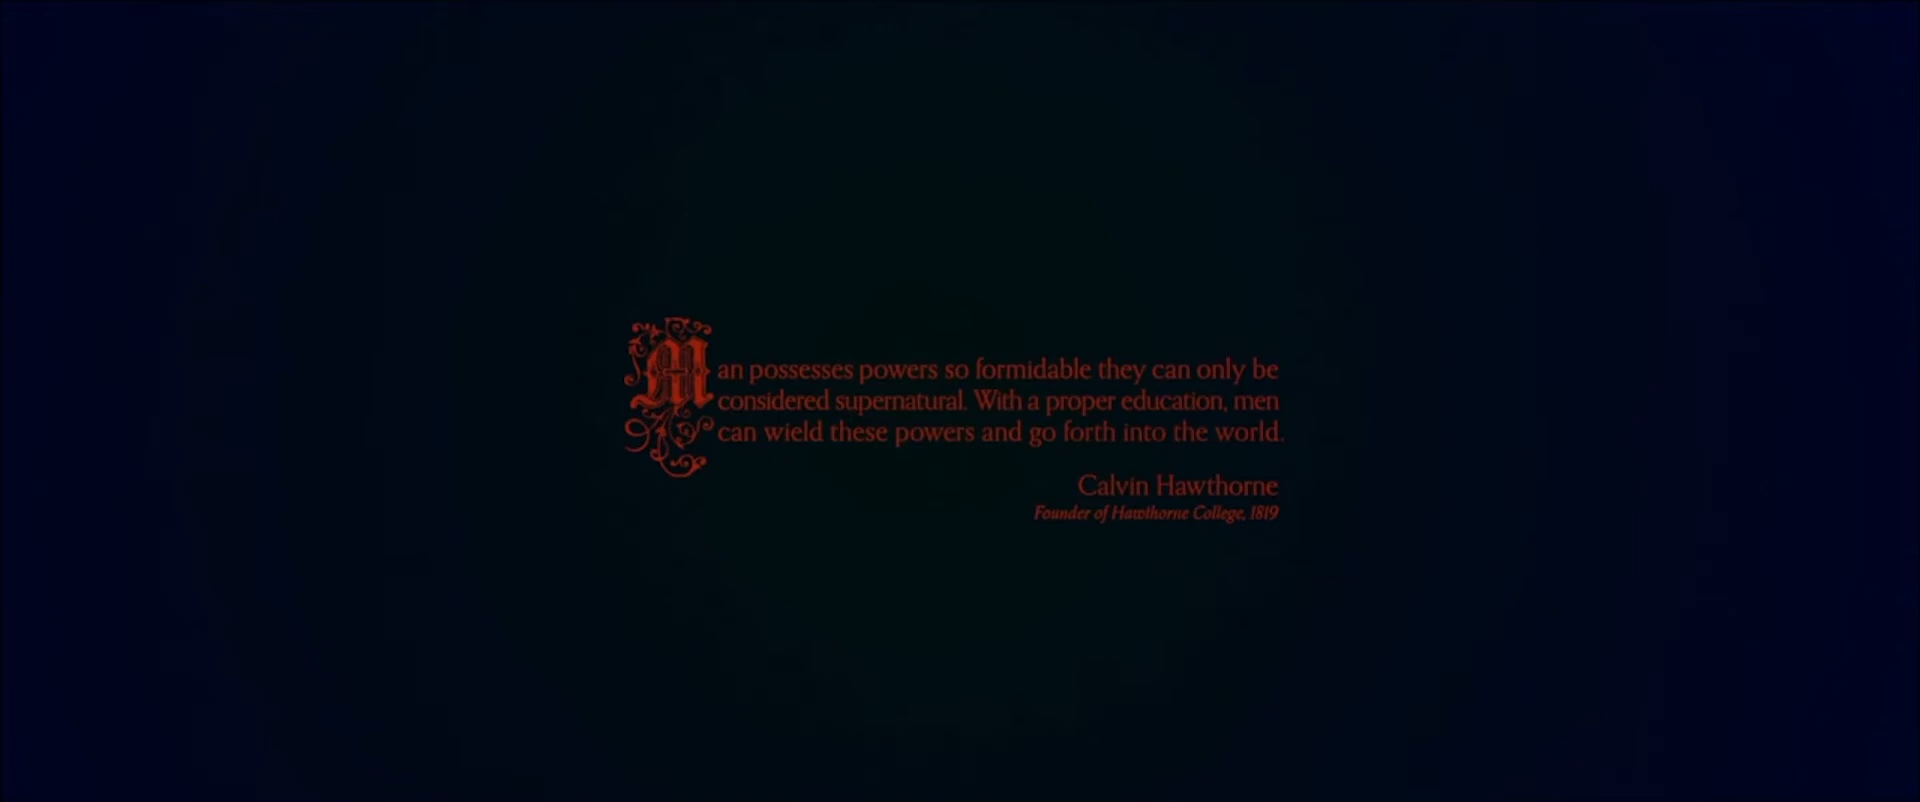 Man possesses powers so formidable they can only be
considered supernatural. With a proper education, men
can wield these powers and go forth into the world.
Calvin Hawthorne
Founder of Hawthorne College, 1819